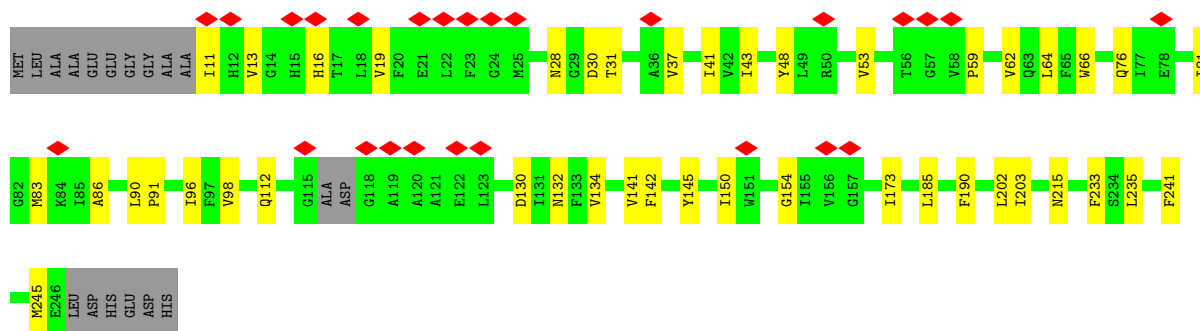 MET LEU ALA ALA GLU GLU GLY GLY ALA ALA I11 H12 V13 G14 H15 H16 T17 L18 V19 F20 E21 L22 F23 G24 M25 N28 G29 D30 T31 A36 V37 I41 V42 I43 Y48 L49 R50 V53 T56 G57 V58 P59 V62 Q63 L64 F65 W66 Q76 I77 E78 I81
G82 M83 K84 I85 A86 L90 P91 I96 F97 V98 Q112 G115 ALA ASP G118 A119 A120 A121 E122 L123 D130 I131 N132 F133 V134 V141 F142 Y145 I150 W151 G154 I155 V156 G157 I173 L185 F190 L202 I203 N215 F233 S234 L235 F241
M245 E246 LEU ASP HIS GLU ASP HIS